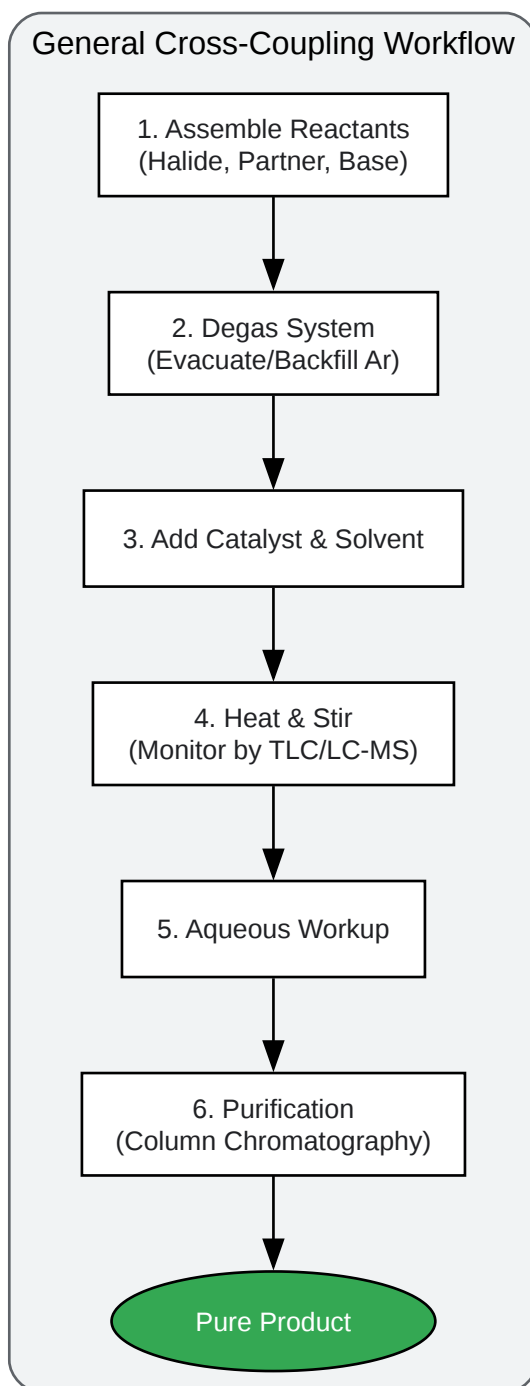 General Cross-Coupling Workflow
1. Assemble Reactants
(Halide, Partner, Base)
2. Degas System
(Evacuate/Backfill Ar)
3. Add Catalyst & Solvent
4. Heat & Stir
(Monitor by TLC/LC-MS)
5. Aqueous Workup
6. Purification
(Column Chromatography)
Pure Product